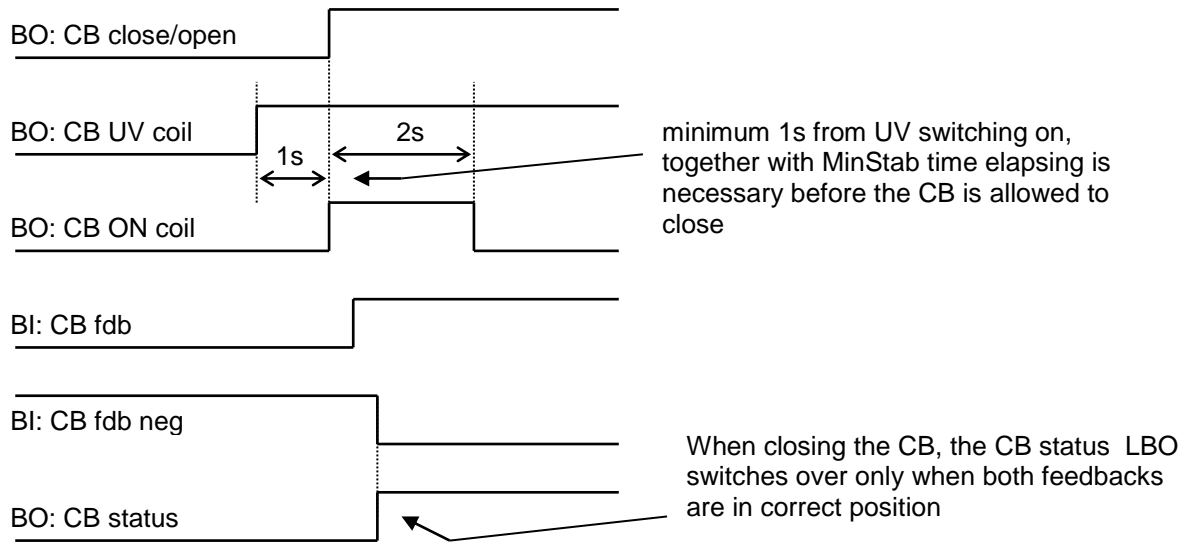 BO: CB close/open
BO: CB UV coil
1s
2s
minimum 1s from UV switching on,
together with MinStab time elapsing is
necessary before the CB is allowed to
close
BO: CB ON coil
BI: CB fdb
BI: CB fdb neg
When closing the CB, the CB status LBO
switches over only when both feedbacks
are in correct position
BO: CB status